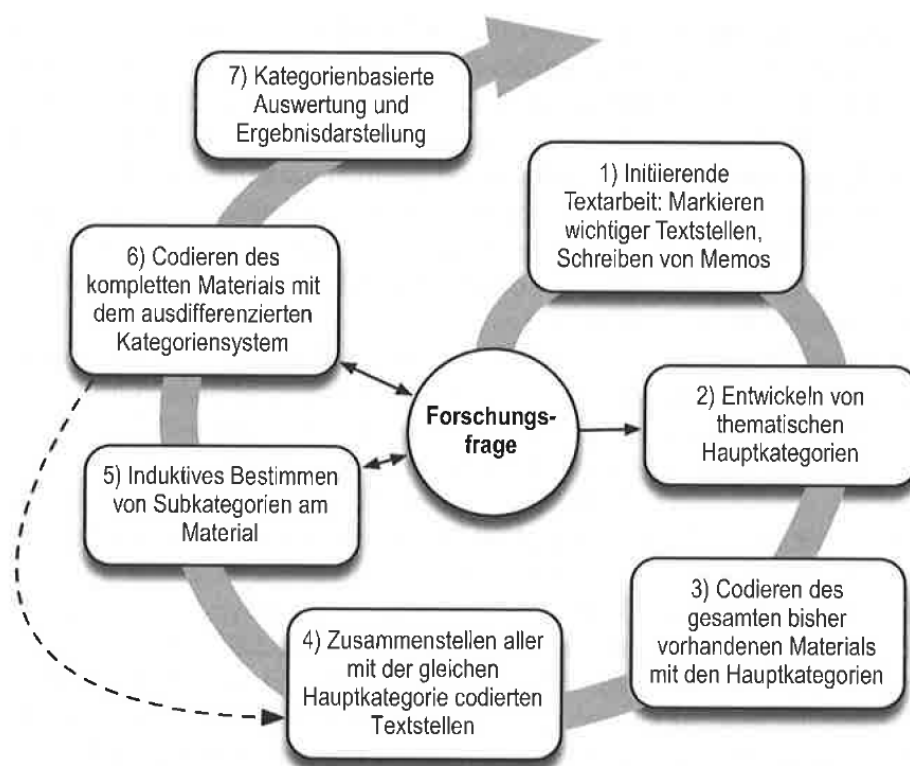 7) Kategorienbasierte
Auswertung und
Ergebnisdarstellung
1) Initiierende
Textarbeit: Markieren
wichtiger Textstellen,
Schreiben von Memos
6) Codieren des
kompletten Materials mit
dem ausdifferenzierten
Kategoriensystem
Forschungs-
frage
2) Entwickeln von
thematischen
Hauptkategorien
5) Induktives Bestimmen
von Subkategorien am
Material
3) Codieren des
gesamten bisher
vorhandenen Materials
mit den Hauptkategorien
4) Zusammenstellen aller
mit der gleichen
Hauptkategorie codierten
Textstellen